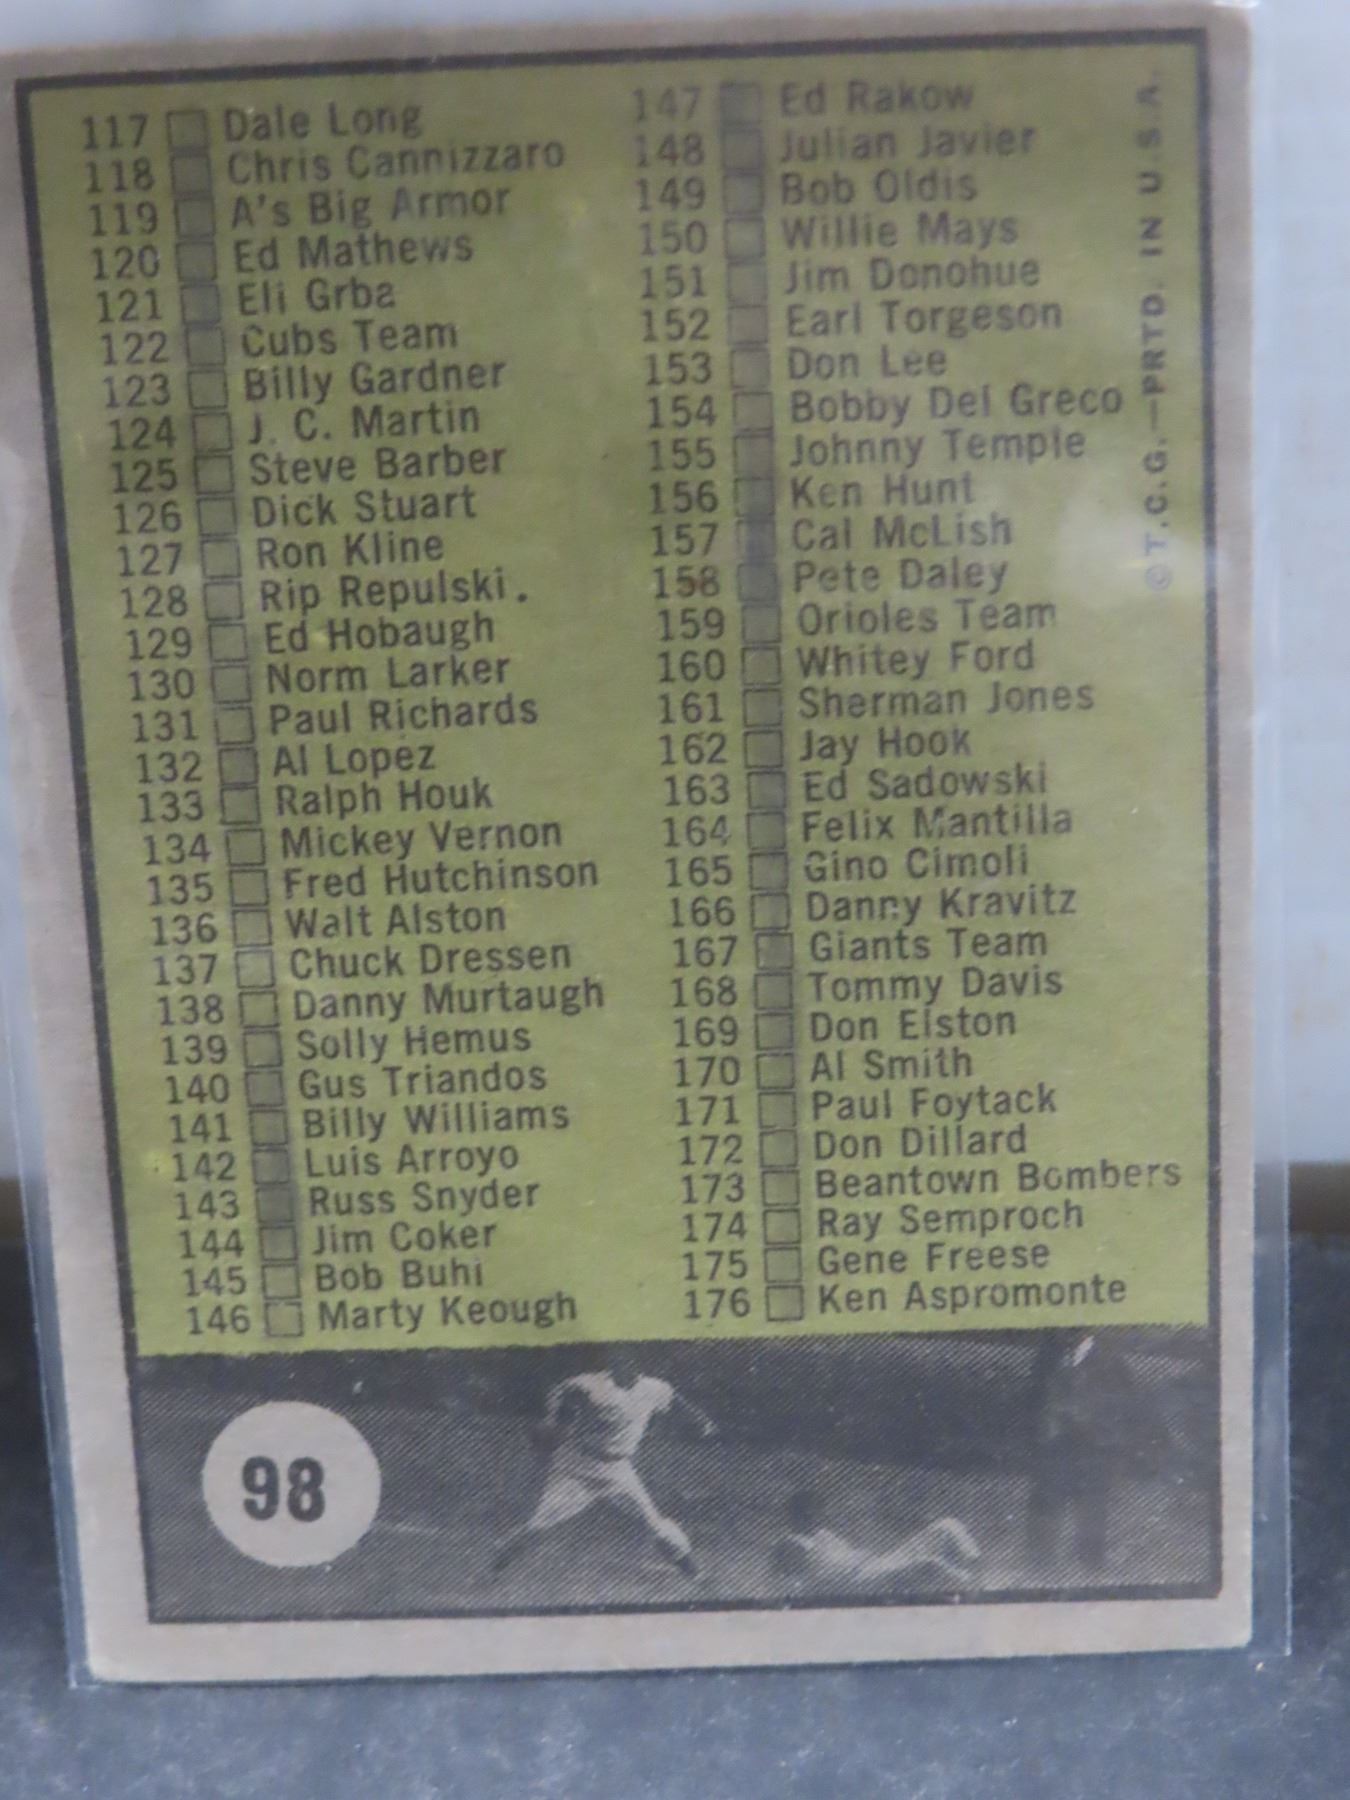 117 Dale Long
118 Chris Cannizzaro
119 A's Big Armor
120 Ed Mathews
121 Eli Grba
122 Cubs Team
123 Billy Gardner
124 J. C. Martin
125 Steve Barber
126 Dick Stuart
127 Ron Kline
128 Rip Repulski.
129 Ed Hobaugh
130 Norm Larker
131 Paul Richards
132 Al Lopez
133 Ralph Houk
134 Mickey Vernon
135 Fred Hutchinson
136 Walt Alston
137 Chuck Dressen
138 Danny Murtaugh
139 Solly Hemus
140 Gus Triandos
141 Billy Williams
142 Luis Arroyo
143 Russ Snyder
144 Jim Coker
145 Bob Buhl
146 Marty Keough
147 Ed Rakow
148 Julian Javier
149 Bob Oldis
150 Willie Mays
151 Jim Donohue
152 Earl Torgeson
153 Don Lee
154 Bobby Del Greco
155 Johnny Temple
156 Ken Hunt
157 Cal McLish
158 Pete Daley
159 Orioles Team
160 Whitey Ford
161 Sherman Jones
162 Jay Hook
163 Ed Sadowski
164 Felix Mantilla
165 Gino Cimoli
166 Danny Kravitz
167 Giants Team
168 Tommy Davis
169 Don Elston
170 Al Smith
171 Paul Foytack
172 Don Dillard
173 Beantown Bombers
174 Ray Semproch
175 Gene Freese
176 Ken Aspromonte
©T.C.G.—PRTD. IN U.S.A.
98